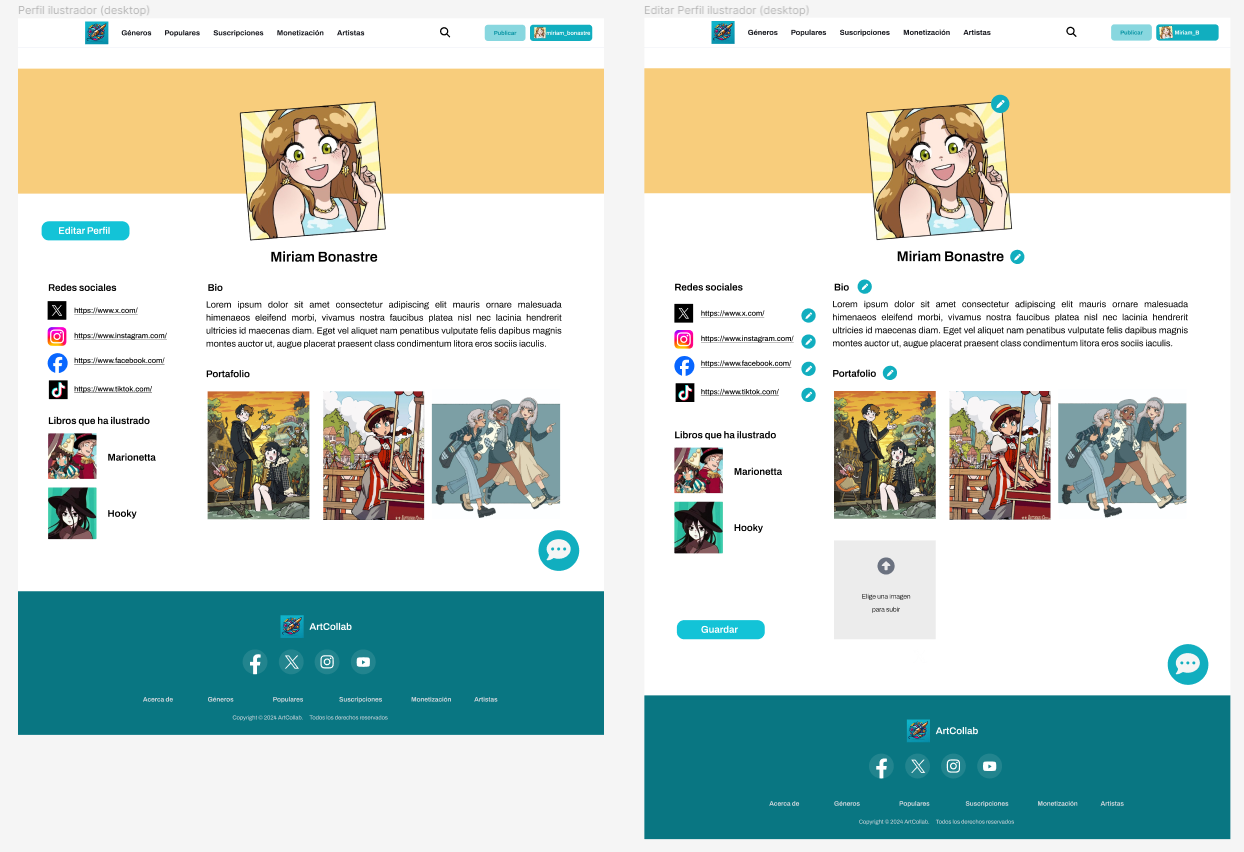 Perfil ilustrador (desktop)
Géneros Populares Suscripciones Monetización Artistas
Publicar
miriam_bonastre
Editar Perfil
Miriam Bonastre
Redes sociales
https://www.x.com/
https://www.instagram.com/
https://www.facebook.com/
https://www.tiktok.com/
Libros que ha ilustrado
Marionetta
Hooky
Bio
Lorem ipsum dolor sit amet consectetur adipiscing elit mauris ornare malesuada
himenaeos eleifend morbi, vivamus nostra faucibus platea nisl nec lacinia hendrerit
ultricies id maecenas diam. Eget vel aliquet nam penatibus vulputate felis dapibus magnis
montes auctor ut, augue placerat praesent class condimentum litora eros sociis iaculis.
Portafolio
ArtCollab
Acerca de Géneros Populares Suscripciones Monetización Artistas
Copyright © 2024 ArtCollab. Todos los derechos reservados.
Editar Perfil ilustrador (desktop)
Géneros Populares Suscripciones Monetización Artistas
Publicar
Miriam_B
Miriam Bonastre
Redes sociales
https://www.x.com/
https://www.instagram.com/
https://www.facebook.com/
https://www.tiktok.com/
Libros que ha ilustrado
Marionetta
Hooky
Guardar
Bio
Lorem ipsum dolor sit amet consectetur adipiscing elit mauris ornare malesuada
himenaeos eleifend morbi, vivamus nostra faucibus platea nisl nec lacinia hendrerit
ultricies id maecenas diam. Eget vel aliquet nam penatibus vulputate felis dapibus magnis
montes auctor ut, augue placerat praesent class condimentum litora eros sociis iaculis.
Portafolio
Elige una imagen
para subir
ArtCollab
Acerca de Géneros Populares Suscripciones Monetización Artistas
Copyright © 2024 ArtCollab. Todos los derechos reservados